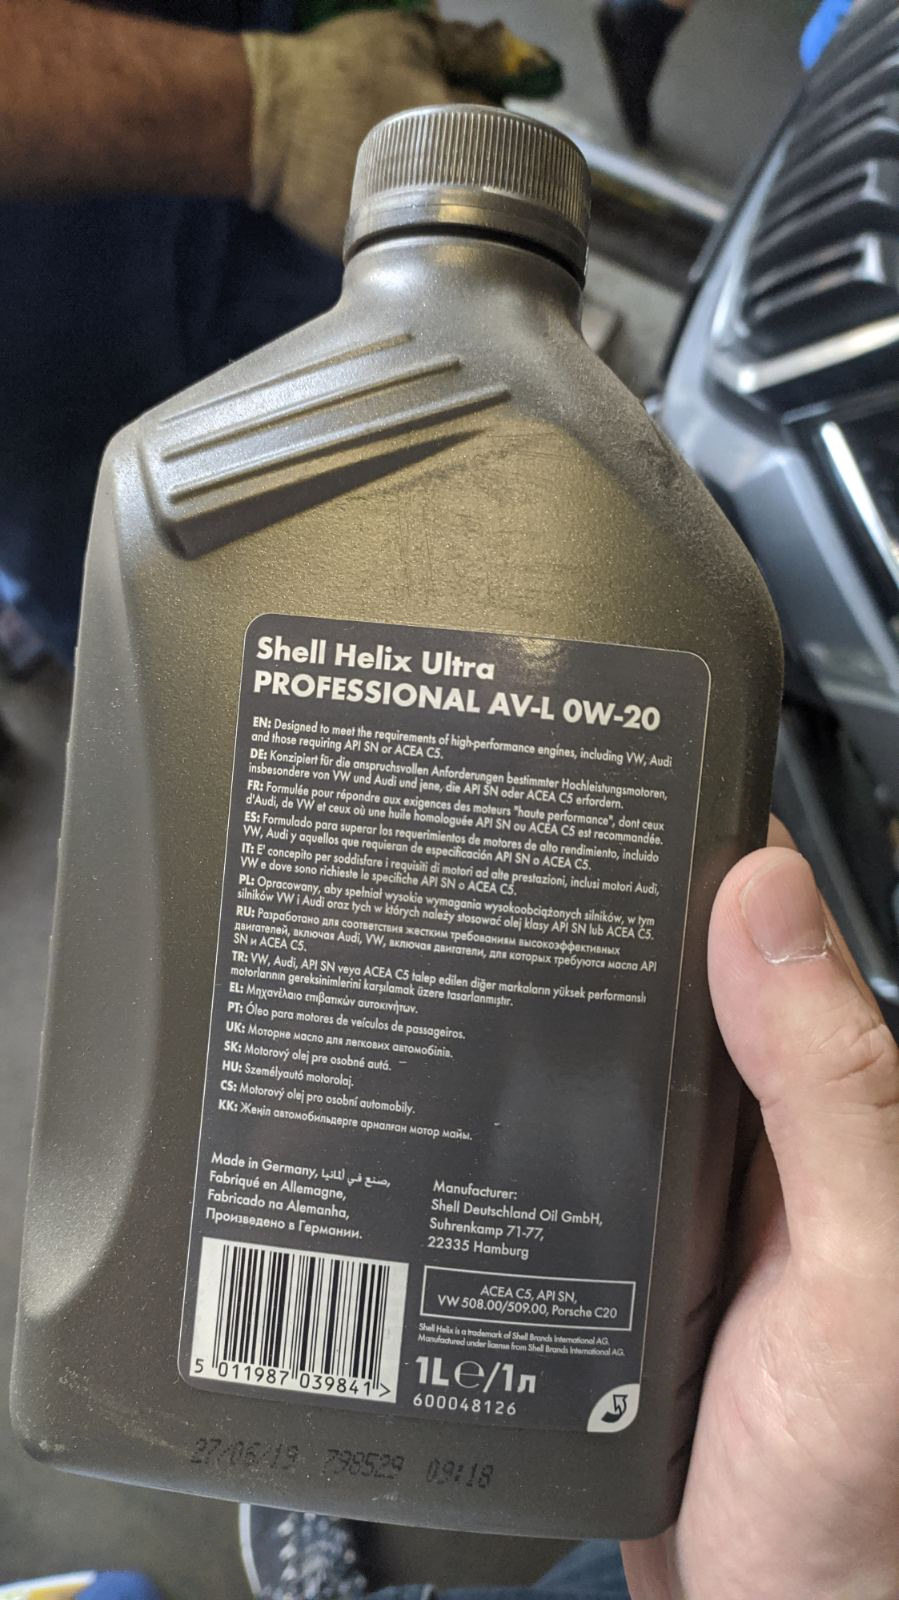 Shell Helix Ultra
PROFESSIONAL AV-L 0W-20
EN: Designed to meet the requirements of high-performance engines, including VW, Audi
and those requiring API SN or ACEA C5.
DE: Konzipiert für die anspruchsvollen Anforderungen bestimmter Hochleistungsmotoren,
insbesondere von VW und Audi und jene, die API SN oder ACEA C5 erfordern.
FR: Formulée pour répondre aux exigences des moteurs "haute performance", dont ceux
d'Audi, de VW et ceux où une huile homologuée API SN ou ACEA C5 est recommandée.
ES: Formulado para superar los requerimientos de motores de alto rendimiento, incluido
VW, Audi y aquellos que requieran de especificación API SN o ACEA C5.
IT: E' concepito per soddisfare i requisiti di motori ad alte prestazioni, inclusi motori Audi,
VW e dove sono richieste le specifiche API SN o ACEA C5.
PL: Opracowany, aby spełniał wysokie wymagania wysokoobciążonych silników, w tym
silników VW i Audi oraz tych w których należy stosować olej klasy API SN lub ACEA C5.
RU: Разработано для соответствия жестким требованиям высокоэффективных
двигателей, включая Audi, VW, включая двигатели, для которых требуются масла API
SN и ACEA C5.
TR: VW, Audi, API SN veya ACEA C5 talep edilen diğer markaların yüksek performanslı
motorlarının gereksinimlerini karşılamak üzere tasarlanmıştır.
EL: Μηχανέλαιο επιβατικών αυτοκινήτων.
PT: Óleo para motores de veículos de passageiros.
UK: Моторне масло для легкових автомобілів.
SK: Motorový olej pre osobné autá.
HU: Személyautó motorolaj.
CS: Motorový olej pro osobní automobily.
KK: Жеңіл автомобильдерге арналған мотор майы.
Made in Germany, صنع في ألمانيا,
Fabriqué en Allemagne,
Fabricado na Alemanha,
Произведено в Германии.
Manufacturer:
Shell Deutschland Oil GmbH,
Suhrenkamp 71-77,
22335 Hamburg
ACEA C5, API SN,
VW 508.00/509.00, Porsche C20
Shell Helix is a trademark of Shell Brands International AG.
Manufactured under license from Shell Brands International AG.
1L℮/1л
600048126
5 011987 039841 >
27/06/19 798529 09:18